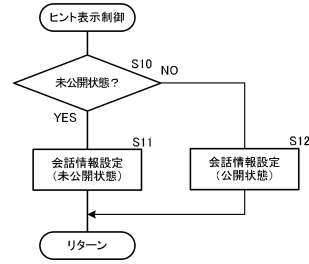 ヒント表示制御
S10
未公開状態？
NO
YES
S11
会話情報設定
（未公開状態）
S12
会話情報設定
（公開状態）
リターン